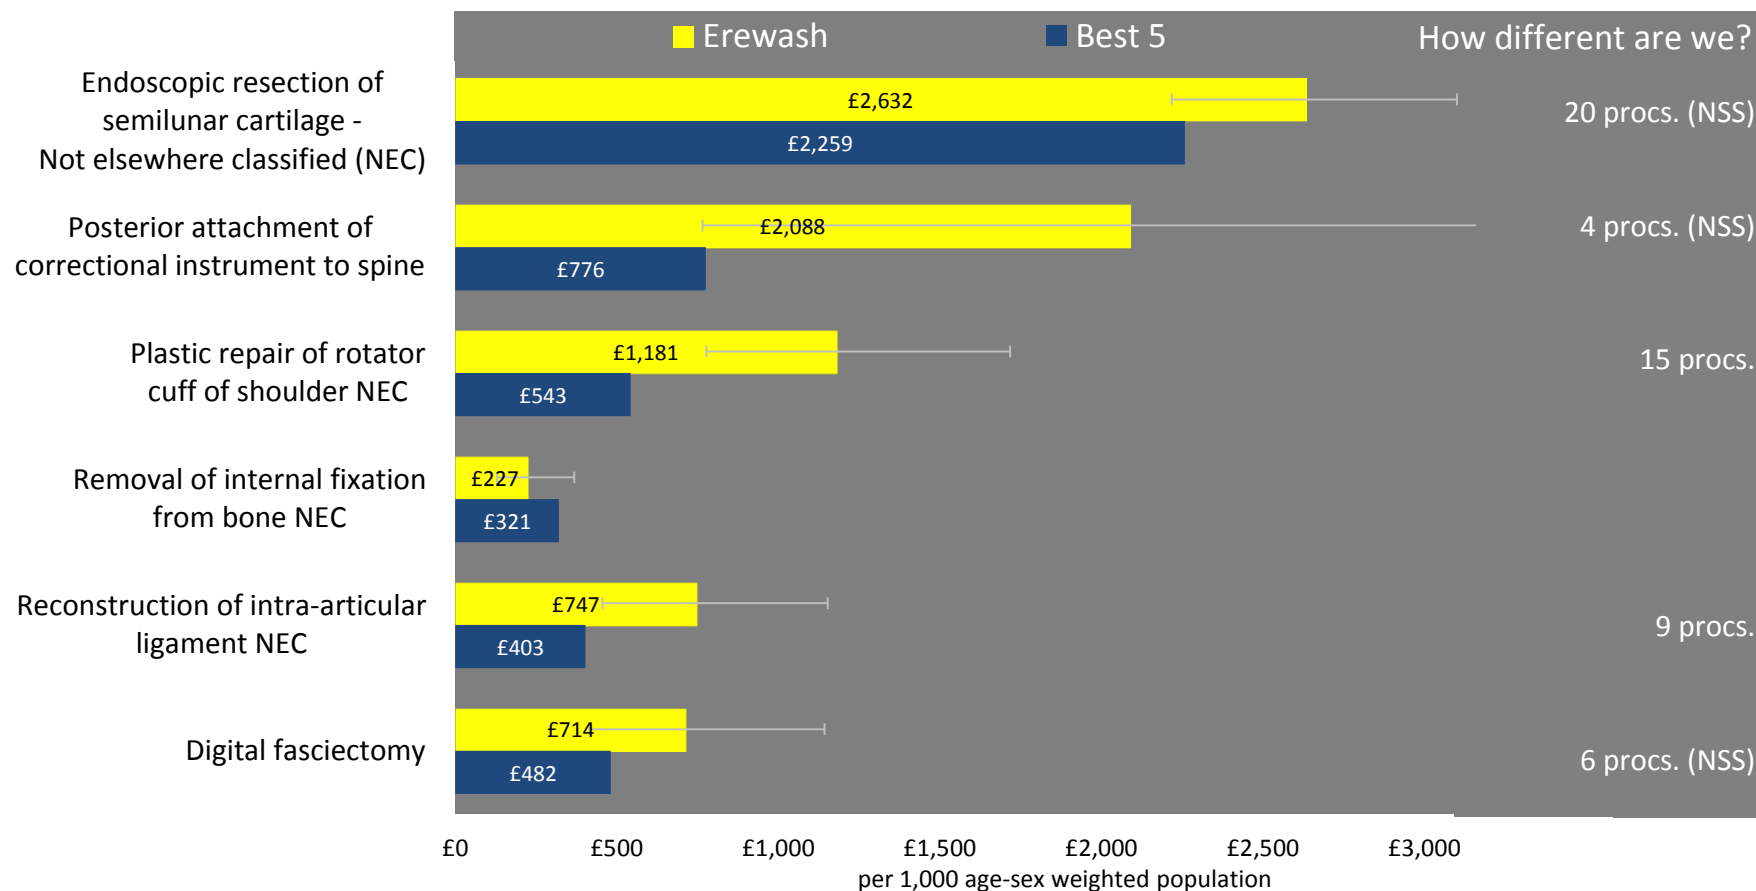 Erewash
Best 5
How different are we?
Endoscopic resection of
semilunar cartilage -
Not elsewhere classified (NEC)
£2,632
£2,259
20 procs. (NSS)
Posterior attachment of
correctional instrument to spine
£2,088
£776
4 procs. (NSS)
Plastic repair of rotator
cuff of shoulder NEC
£1,181
£543
15 procs.
Removal of internal fixation
from bone NEC
£227
£321
Reconstruction of intra-articular
ligament NEC
£747
£403
9 procs.
Digital fasciectomy
£714
£482
6 procs. (NSS)
£0 £500 £1,000 £1,500 £2,000 £2,500 £3,000
per 1,000 age-sex weighted population